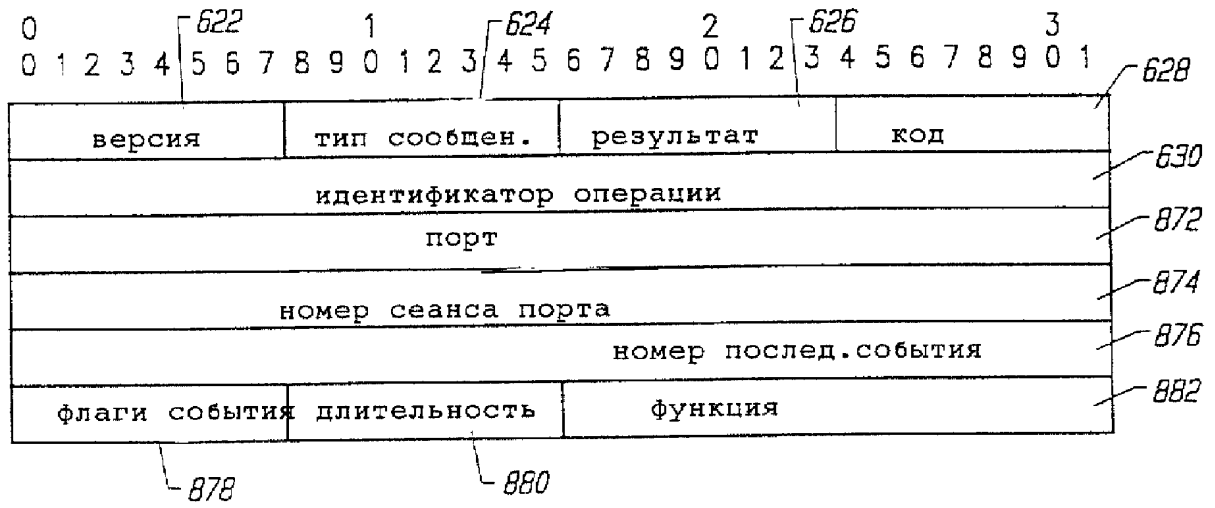 0 622 1 624 2 626 3
0 1 2 3 4 5 6 7 8 9 0 1 2 3 4 5 6 7 8 9 0 1 2 3 4 5 6 7 8 9 0 1
628
версия тип сообщен. результат код
630
идентификатор операции
872
порт
874
номер сеанса порта
876
номер послед.события
882
флаги события длительность функция
878 880